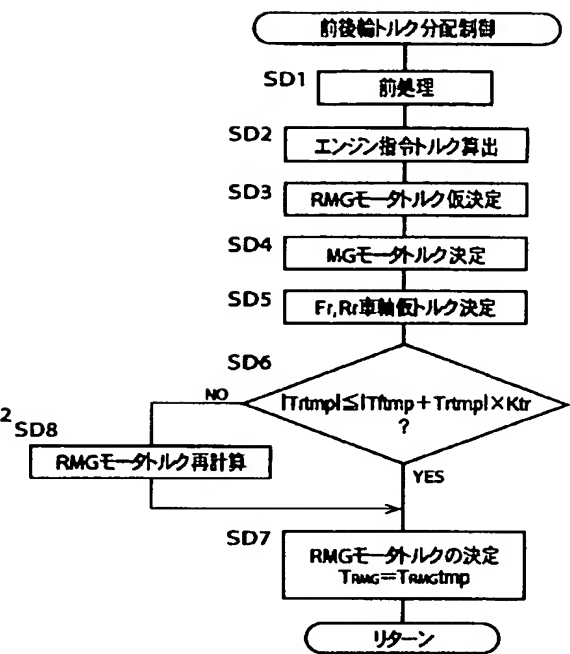 前後輪トルク分配制御
SD1
前処理
SD2
エンジン指令トルク算出
SD3
RMGモータトルク仮決定
SD4
MGモータトルク決定
SD5
Fr,Rr車軸仮トルク決定
SD6
|Trtmp|≦|Tftmp+Trtmp|×Ktr
?
NO
YES
2
SD8
RMGモータトルク再計算
SD7
RMGモータトルクの決定
TRMG=TRMGtmp
リターン